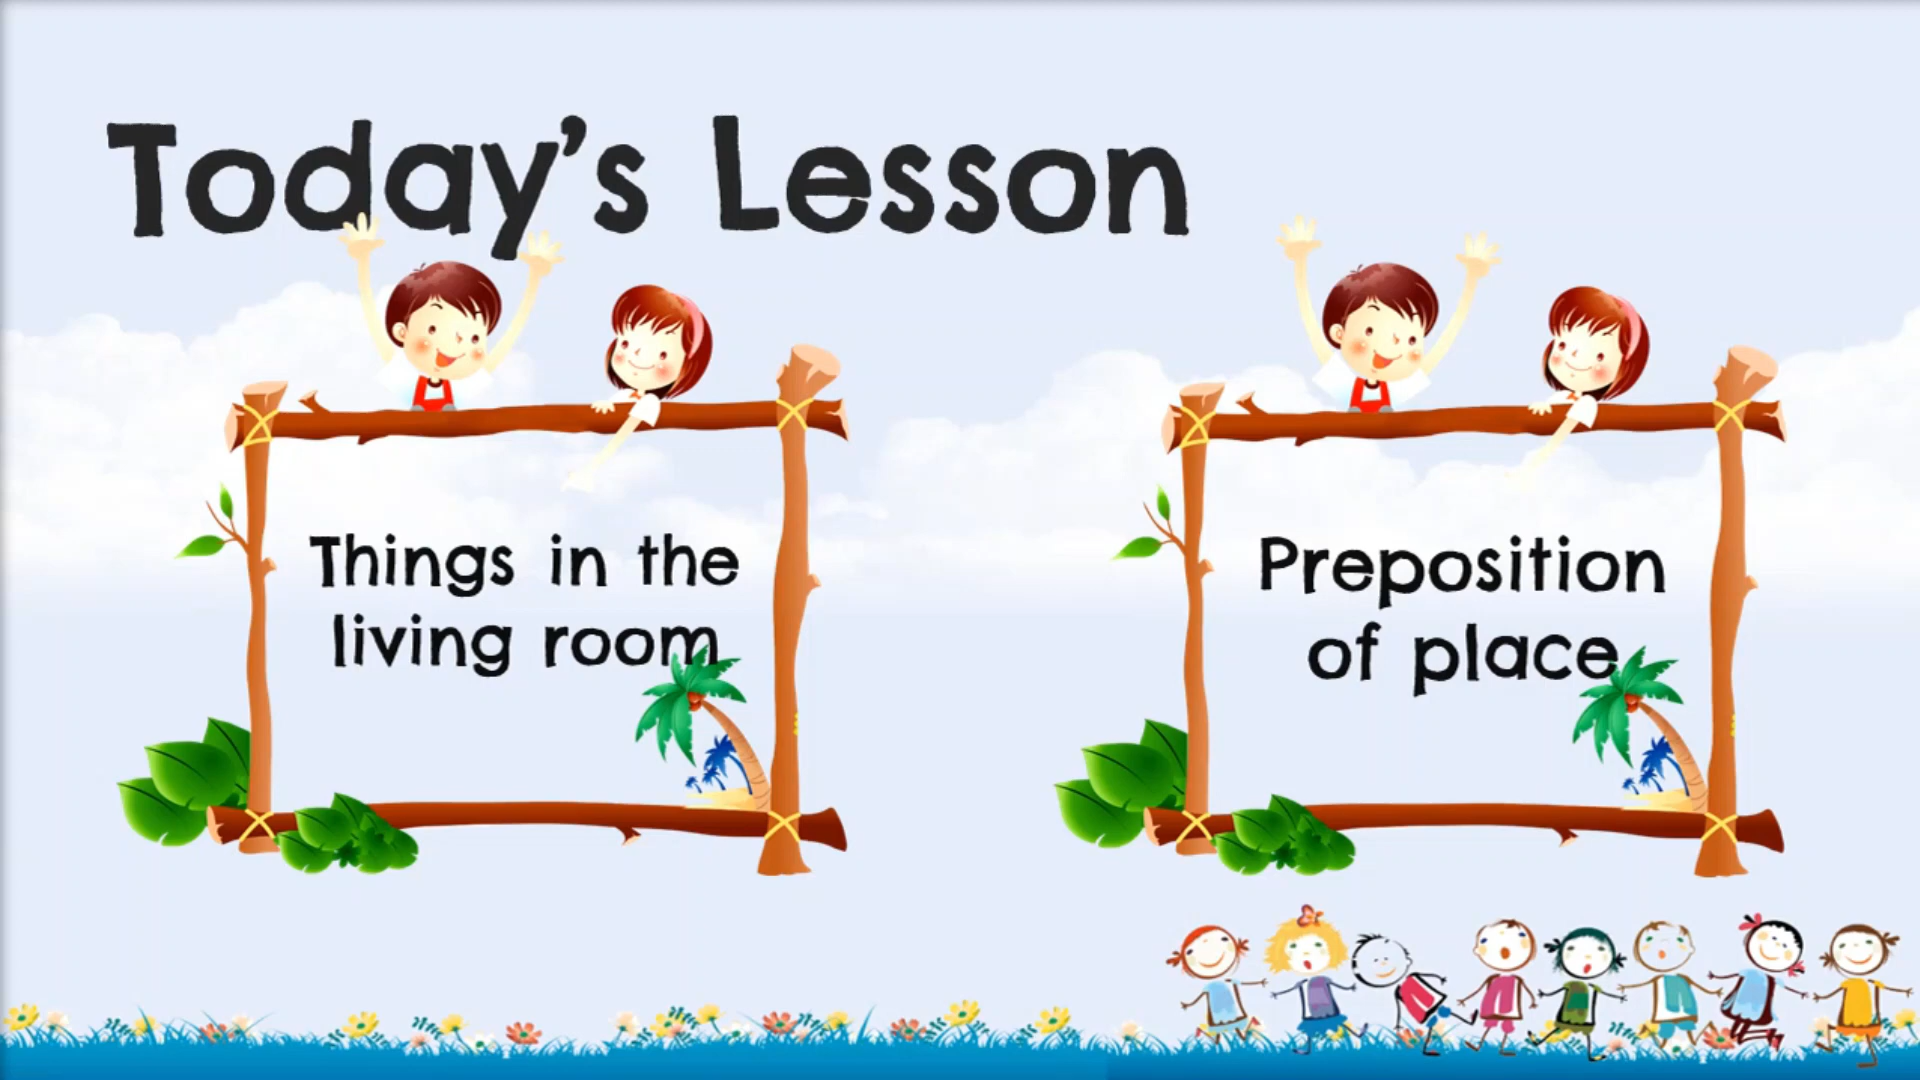 Today's Lesson
Things in the
living room
Preposition
of place